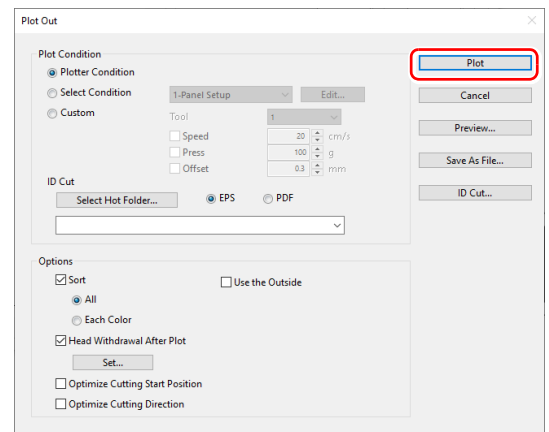 Plot Out
Plot Condition
Plotter Condition
Plot
Select Condition 1-Panel Setup Edit...
Cancel
Custom Tool 1
Speed 20 cm/s
Preview...
Press 100 g
Offset 0.3 mm
Save As File...
ID Cut
Select Hot Folder... EPS PDF
ID Cut...
Options
Sort Use the Outside
All
Each Color
Head Withdrawal After Plot
Set...
Optimize Cutting Start Position
Optimize Cutting Direction